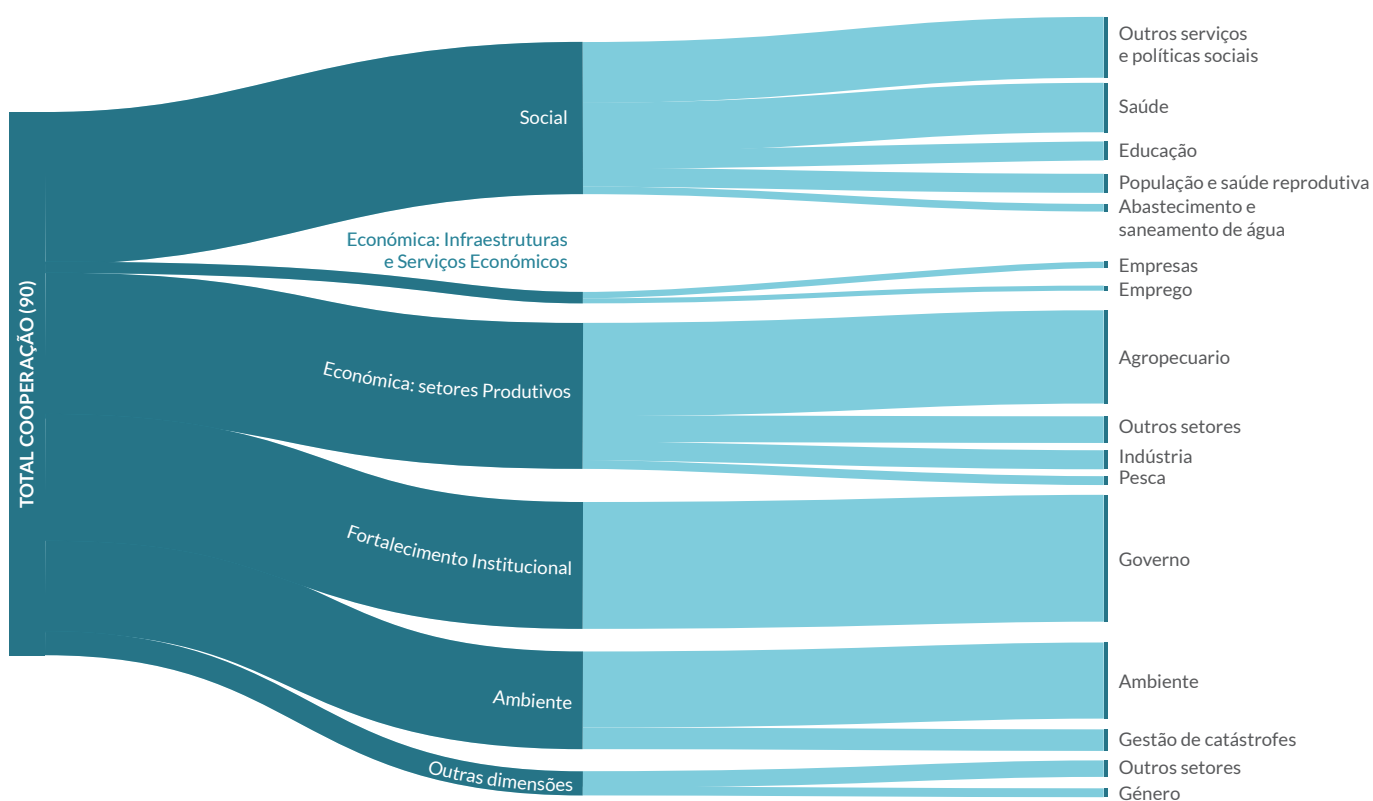 TOTAL COOPERAÇÃO (90)
Social
Económica: Infraestruturas
e Serviços Económicos
Económica: setores Produtivos
Fortalecimento Institucional
Ambiente
Outras dimensões
Outros serviços
e políticas sociais
Saúde
Educação
População e saúde reprodutiva
Abastecimento e
saneamento de água
Empresas
Emprego
Agropecuario
Outros setores
Indústria
Pesca
Governo
Ambiente
Gestão de catástrofes
Outros setores
Género